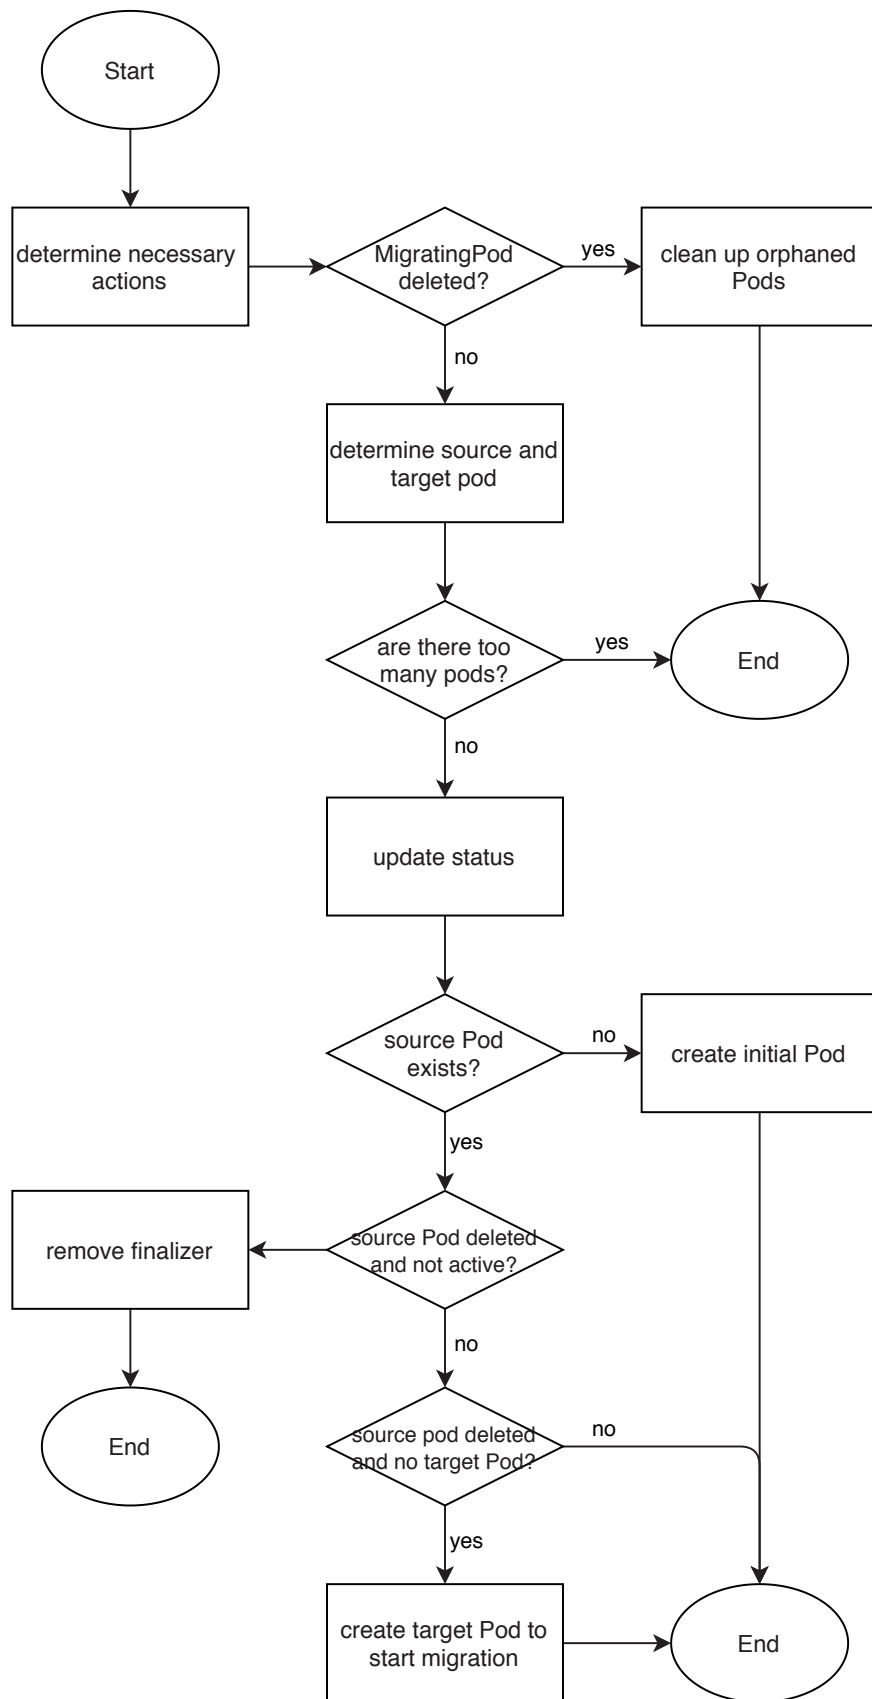 Start
determine necessary
actions
MigratingPod
deleted?
yes
clean up orphaned
Pods
no
determine source and
target pod
are there too
many pods?
yes
End
no
update status
source Pod
exists?
no
create initial Pod
yes
remove finalizer
source Pod deleted
and not active?
no
End
source pod deleted
and no target Pod?
no
yes
create target Pod to
start migration
End